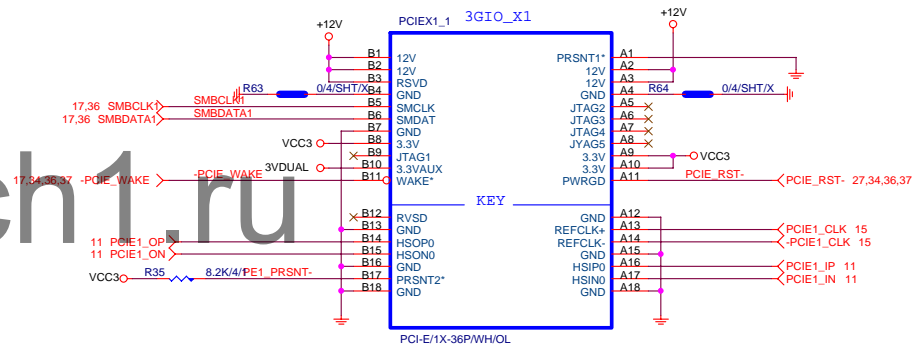 3GIO_X1
PCIEX1_1
+12V
+12V
B1 12V PRSNT1* A1
B2 12V 12V A2
B3 RSVD 12V A3
R63 0/4/SHT/X B4 GND GND A4 R64 0/4/SHT/X
17,36 SMBCLK1 SMBCLK1 B5 SMCLK JTAG2 A5
17,36 SMBDATA1 SMBDATA1 B6 SMDAT JTAG3 A6
B7 GND JTAG4 A7
VCC3 B8 3.3V JYAG5 A8
B9 JTAG1 3.3V A9 VCC3
3VDUAL B10 3.3VAUX 3.3V A10
17,34,36,37 -PCIE_WAKE -PCIE_WAKE B11 WAKE* PWRGD A11 PCIE_RST- PCIE_RST- 27,34,36,37
KEY
B12 RVSD GND A12
B13 GND REFCLK+ A13 PCIE1_CLK 15
11 PCIE1_OP B14 HSOP0 REFCLK- A14 -PCIE1_CLK 15
11 PCIE1_ON B15 HSON0 GND A15
B16 GND HSIP0 A16 PCIE1_IP 11
VCC3 R35 8.2K/4/1 PE1_PRSNT- B17 PRSNT2* HSIN0 A17 PCIE1_IN 11
B18 GND GND A18
PCI-E/1X-36P/WH/OL
ch1.ru